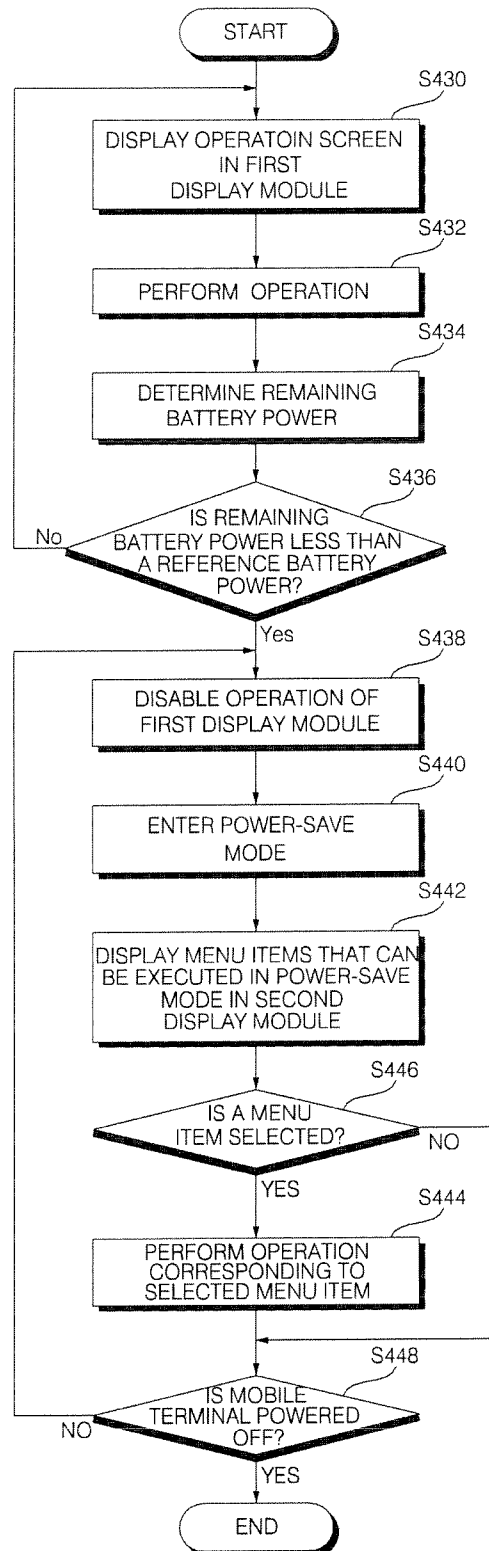 START
S430
DISPLAY OPERATOIN SCREEN
IN FIRST
DISPLAY MODULE
S432
PERFORM OPERATION
S434
DETERMINE REMAINING
BATTERY POWER
S436
IS REMAINING
BATTERY POWER LESS THAN
A REFERENCE BATTERY
POWER?
No
Yes
S438
DISABLE OPERATION OF
FIRST DISPLAY MODULE
S440
ENTER POWER-SAVE
MODE
S442
DISPLAY MENU ITEMS THAT CAN
BE EXECUTED IN POWER-SAVE
MODE IN SECOND
DISPLAY MODULE
S446
IS A MENU
ITEM SELECTED?
NO
YES
S444
PERFORM OPERATION
CORRESPONDING TO
SELECTED MENU ITEM
S448
IS MOBILE
TERMINAL POWERED
OFF?
NO
YES
END